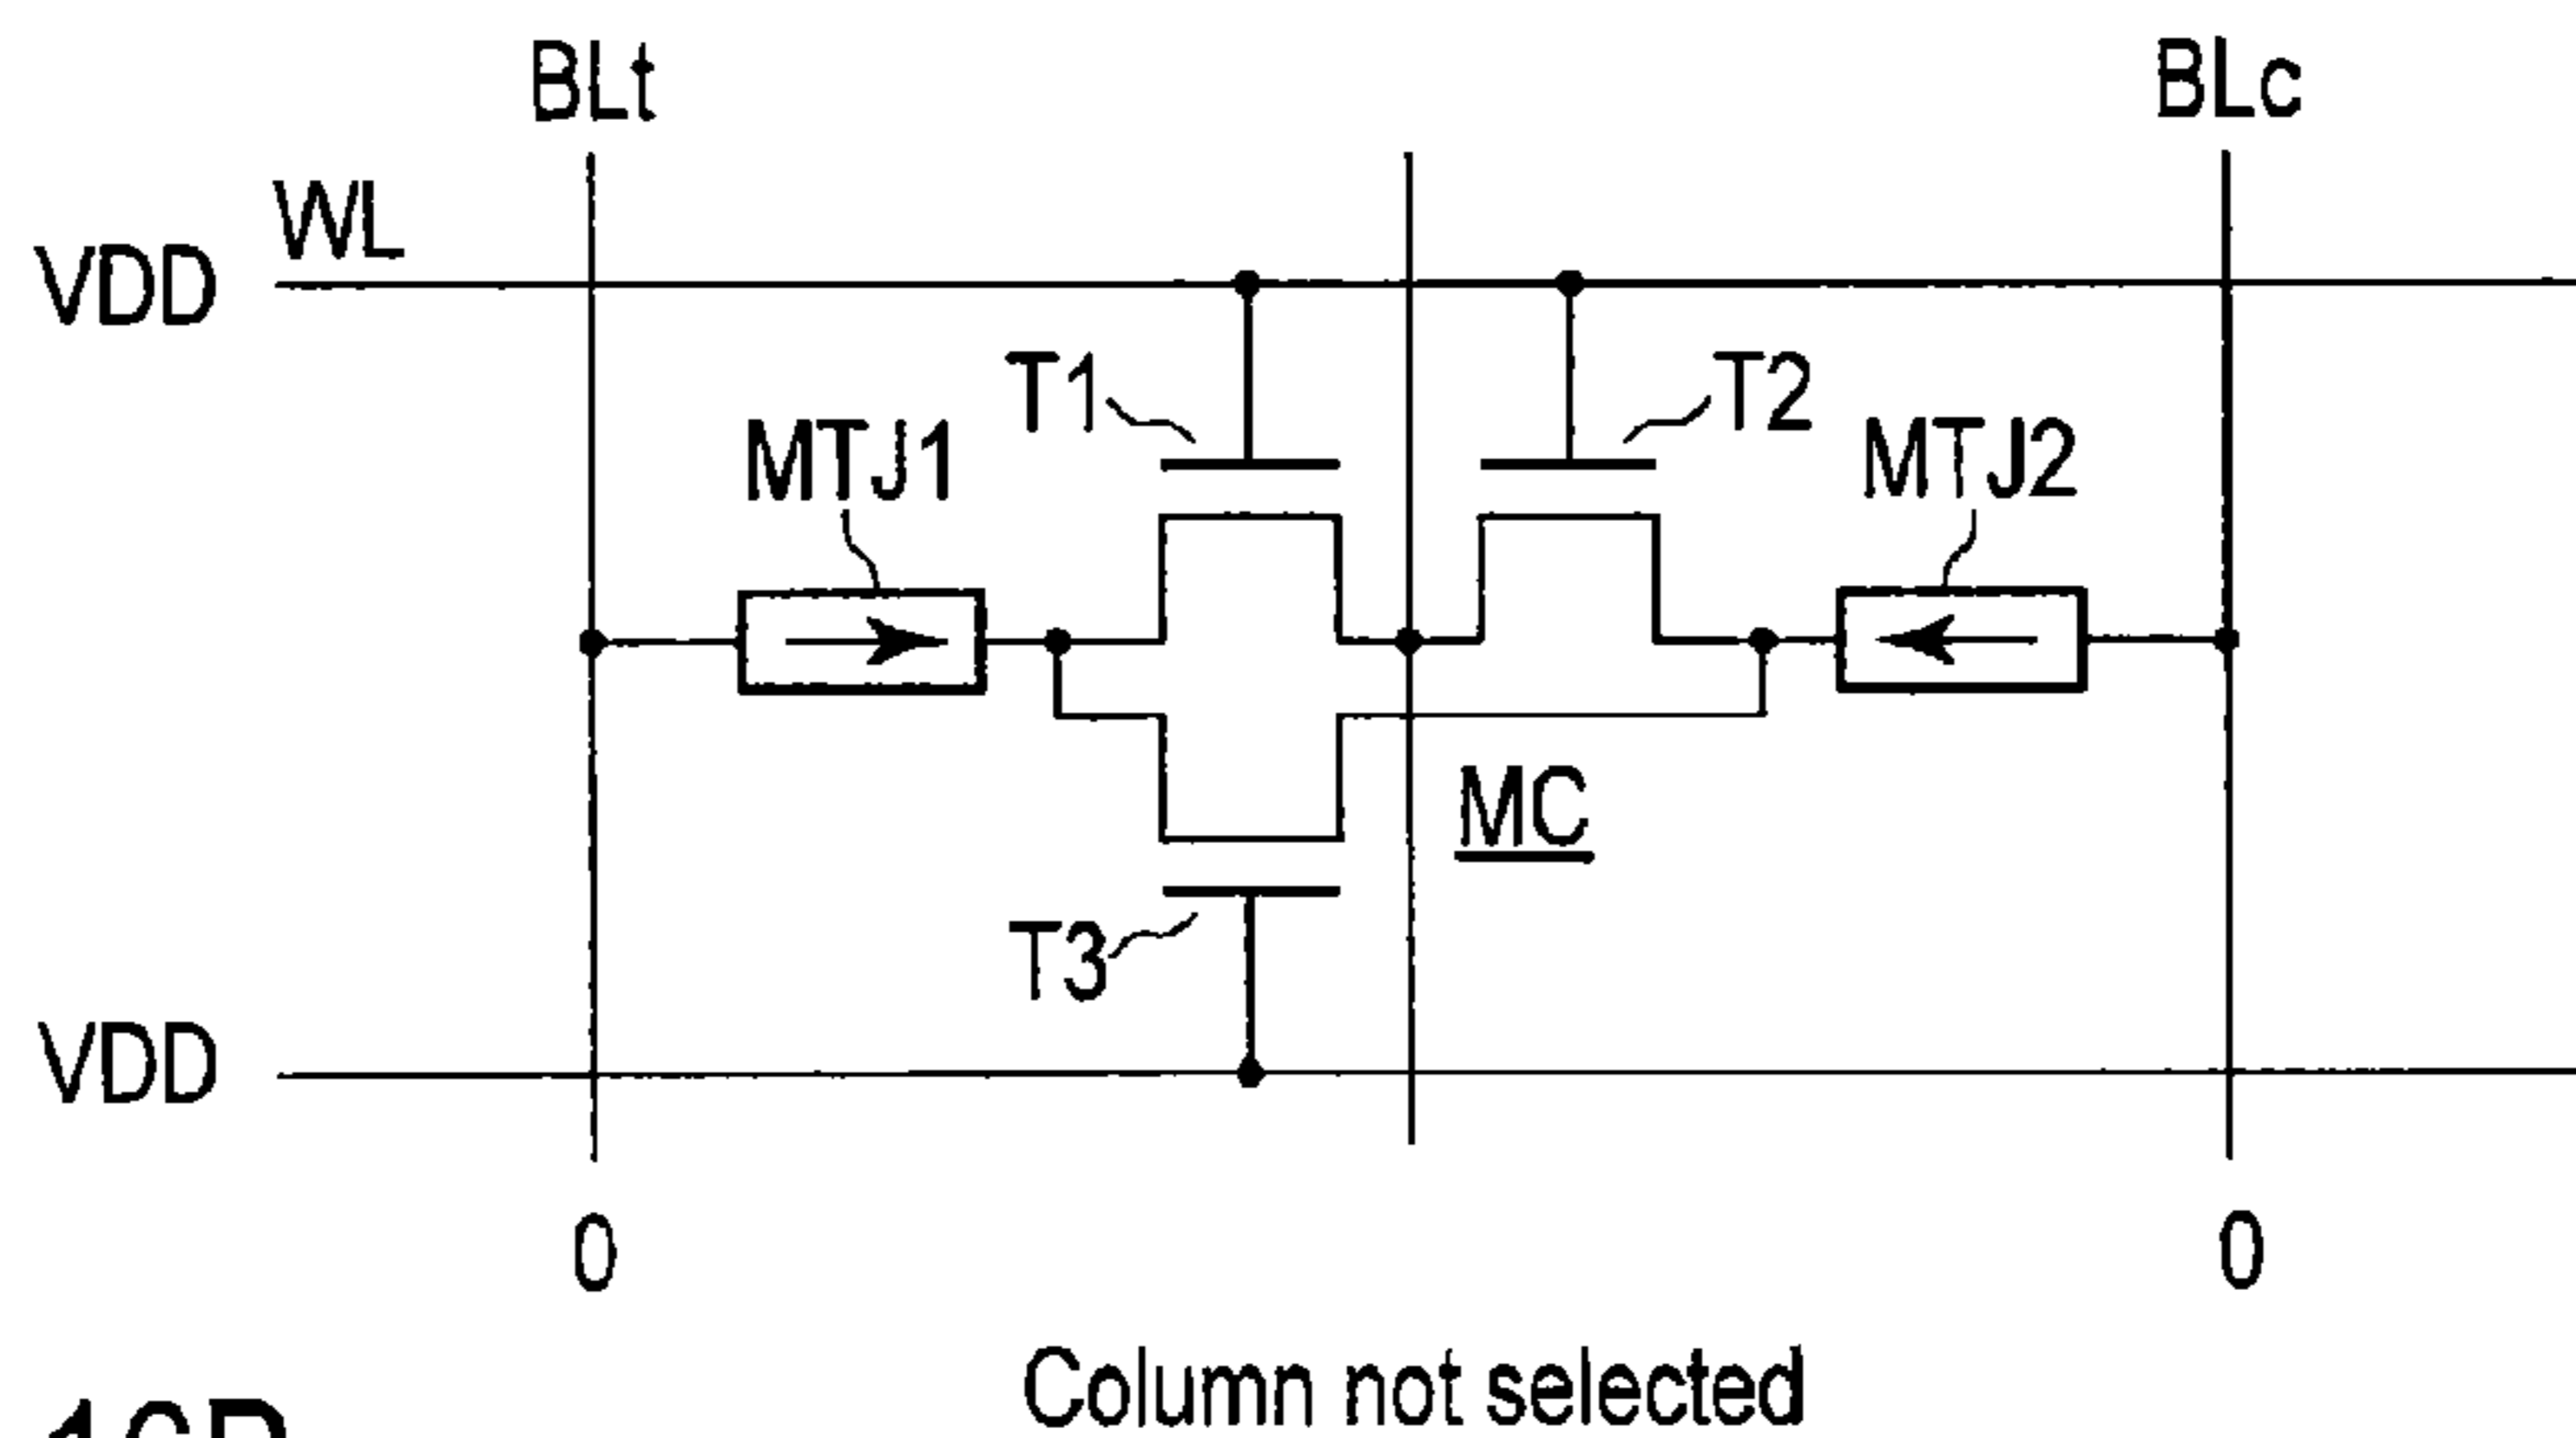 BLt
BLc
WL
VDD
T1
T2
MTJ1
MTJ2
MC
T3
VDD
0
0
Column not selected